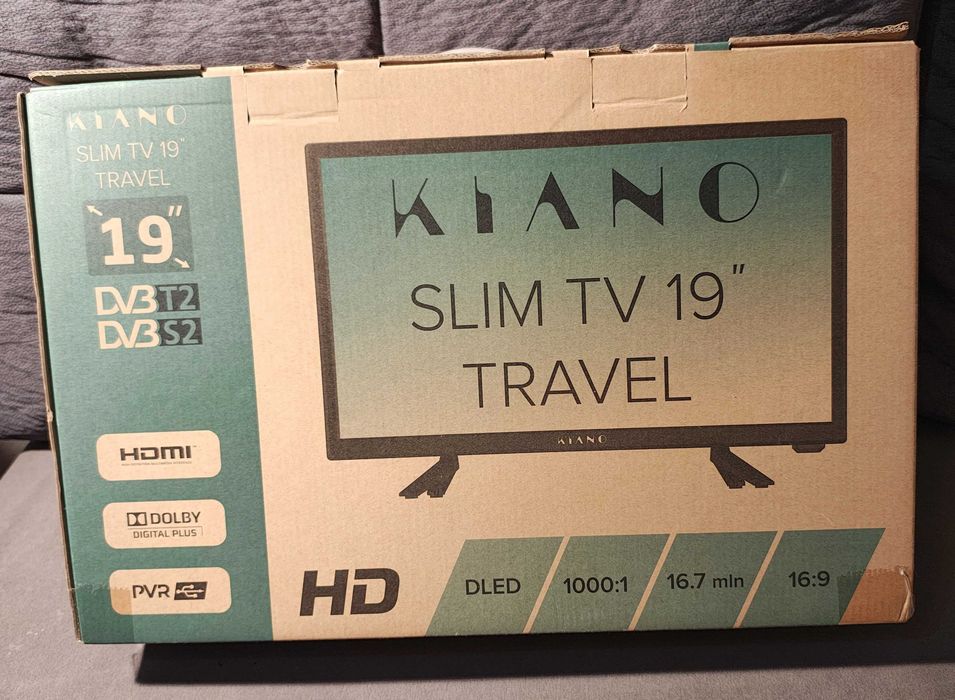 KIANO
SLIM TV 19"
TRAVEL
19"
DVB T2
DVB S2
HDMI
DOLBY
DIGITAL PLUS
PVR
KIANO
SLIM TV 19"
TRAVEL
KIANO
HD
DLED
1000:1
16.7 mln
16:9